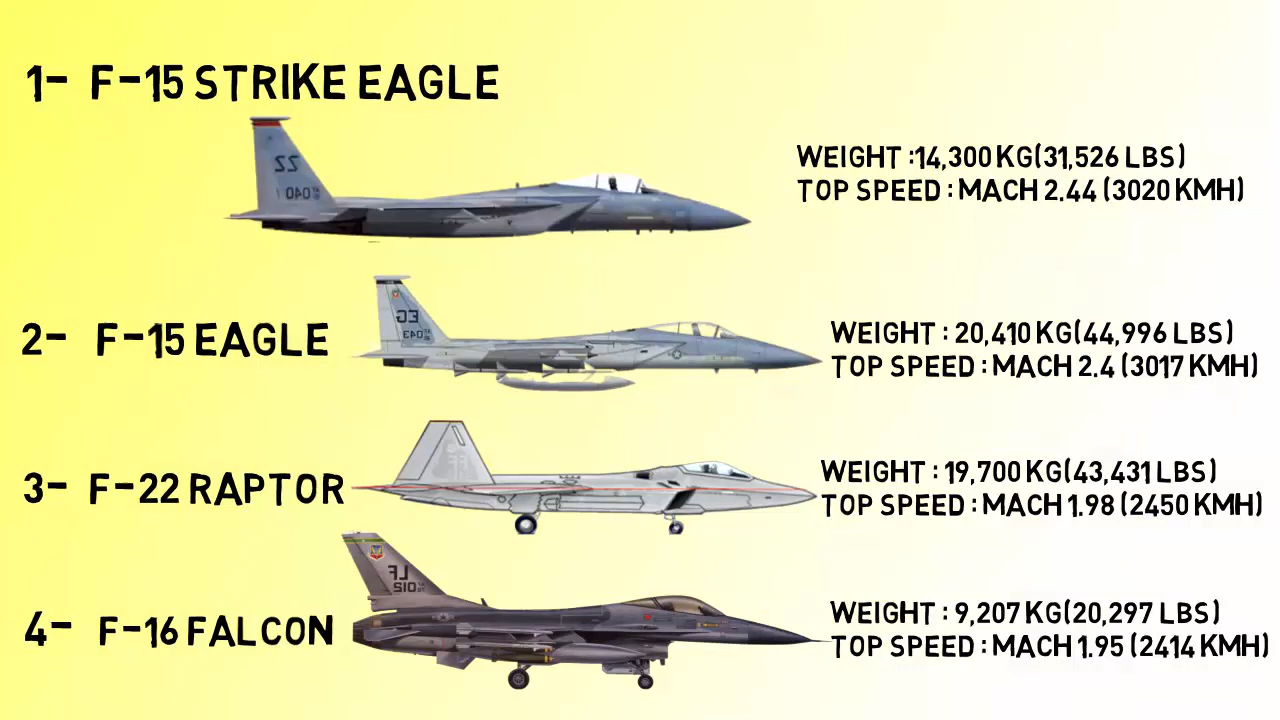 1- F-15 STRIKE EAGLE
WEIGHT :14,300 KG(31,526 LBS)
TOP SPEED : MACH 2.44 (3020 KMH)
2- F-15 EAGLE
WEIGHT : 20,410 KG(44,996 LBS)
TOP SPEED : MACH 2.4 (3017 KMH)
3- F-22 RAPTOR
WEIGHT : 19,700 KG(43,431 LBS)
TOP SPEED : MACH 1.98 (2450 KMH)
4- F-16 FALCON
WEIGHT : 9,207 KG(20,297 LBS)
TOP SPEED : MACH 1.95 (2414 KMH)